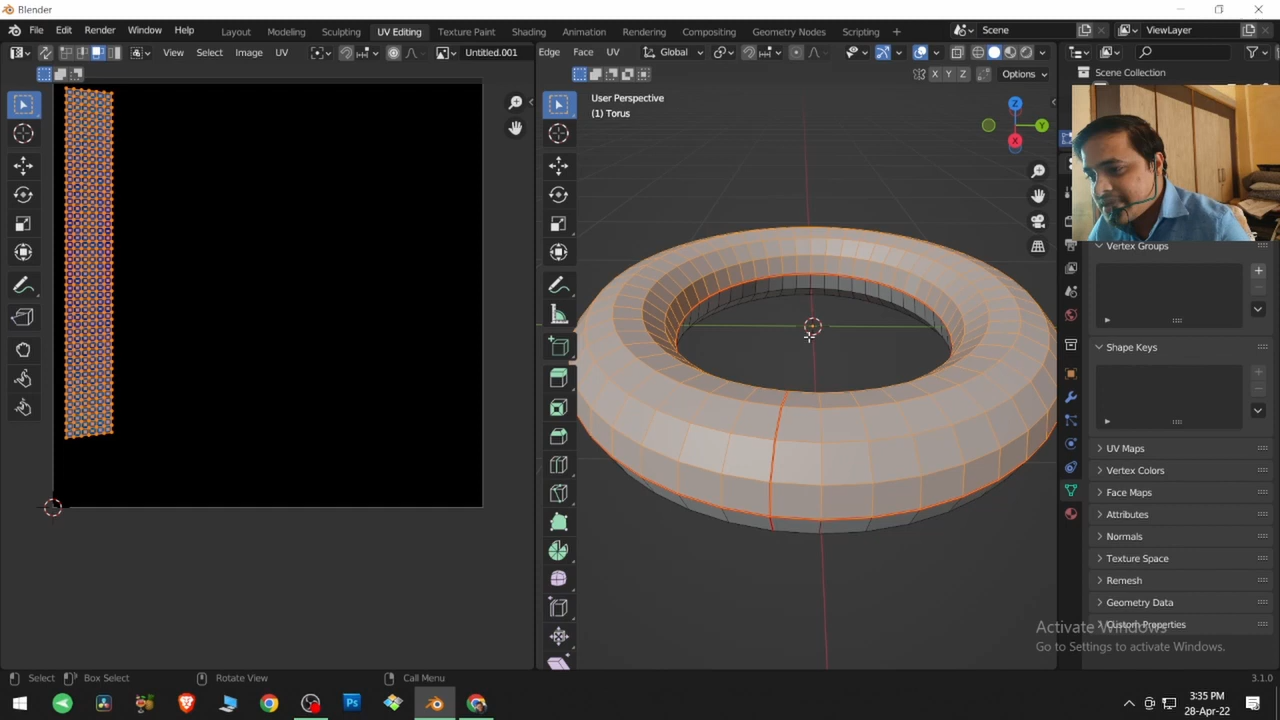 Blender
File Edit Render Window Help Layout Modeling Sculpting UV Editing Texture Paint Shading Animation Rendering Compositing Geometry Nodes Scripting + Scene ViewLayer
View Select Image UV Untitled.001 Edge Face UV Global
X Y Z Options Scene Collection
User Perspective
(1) Torus
Z
Y
X
Vertex Groups
Shape Keys
UV Maps
Vertex Colors
Face Maps
Attributes
Normals
Texture Space
Remesh
Geometry Data
Custom Properties
Activate Windows
Go to Settings to activate Windows.
Select Box Select Rotate View Call Menu 3.1.0
Ps
3:35 PM
28-Apr-22